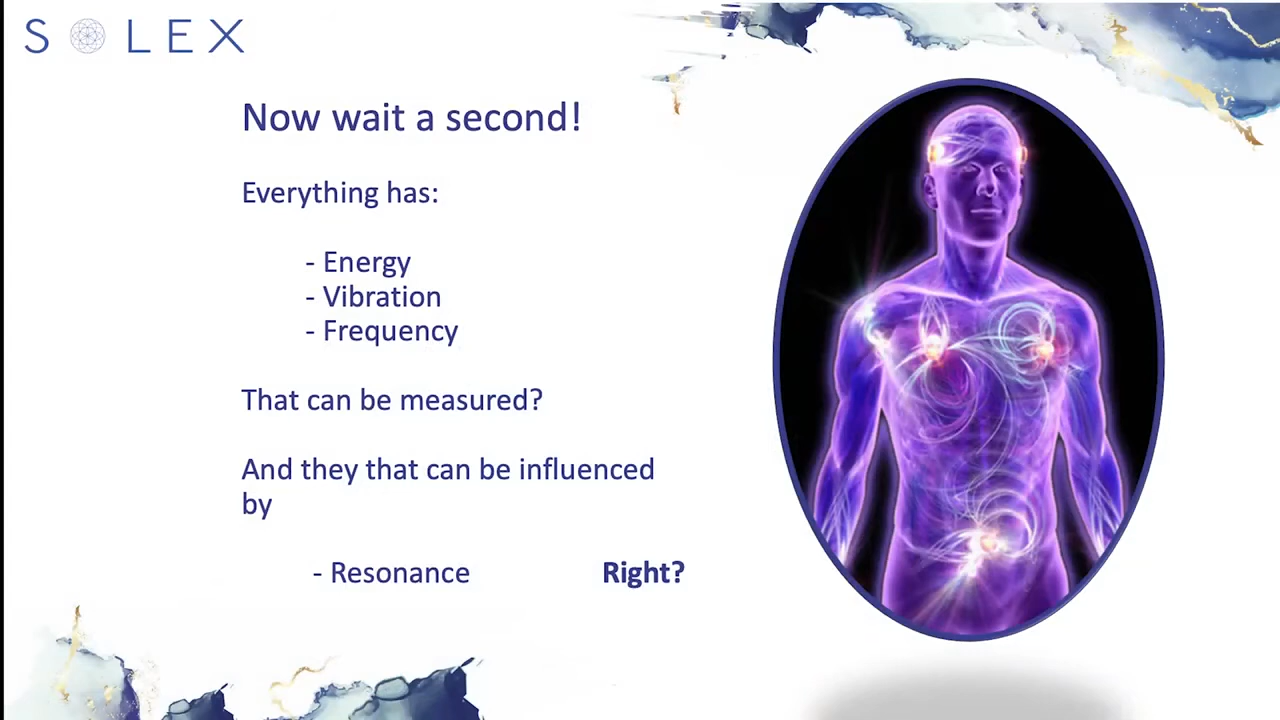 SOLEX
Now wait a second!
Everything has:
- Energy
- Vibration
- Frequency
That can be measured?
And they that can be influenced
by
- Resonance Right?